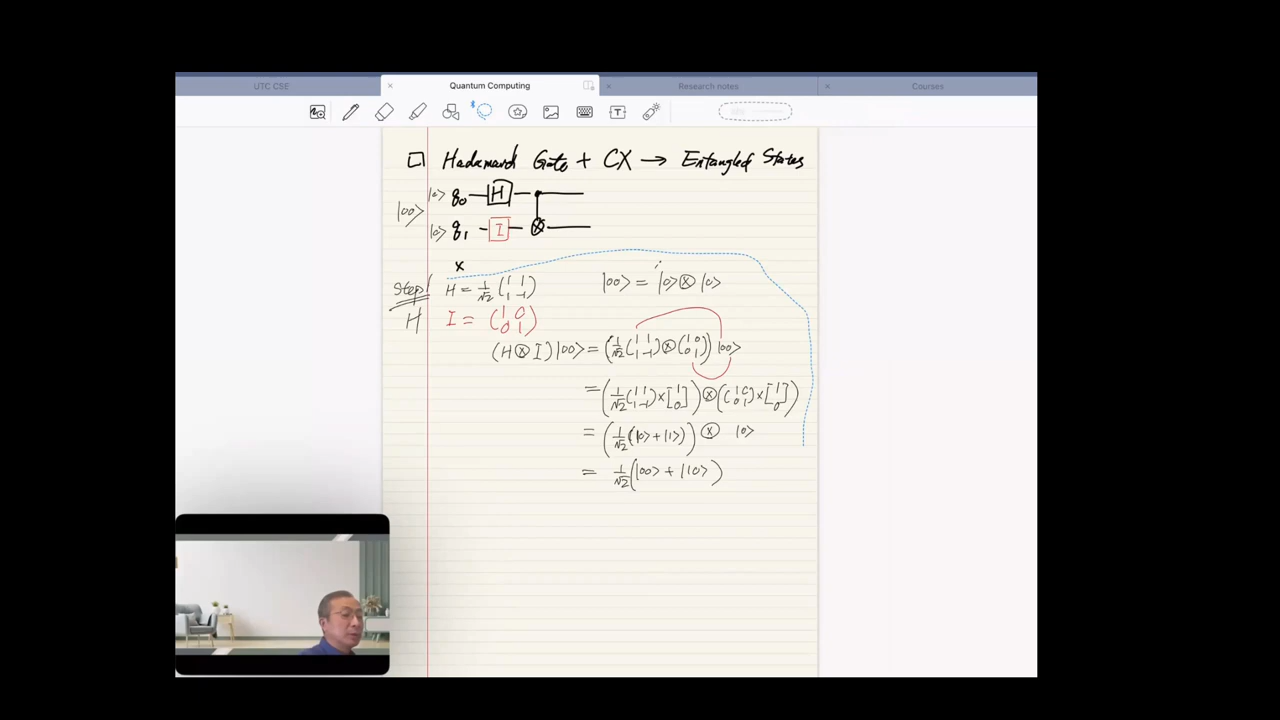 UTC CSE
Quantum Computing
Research notes
Courses
Hadamard Gate + CX → Entangled States
|0⟩ q₀ H
|00⟩
|0⟩ q₁ I
x
Step 1 H = 1/√2 (1 1 1 -1) |00⟩ = |0⟩ ⊗ |0⟩
H I = (1 0 0 1)
(H ⊗ I) |00⟩ = (1/√2 (1 1 1 -1) ⊗ (1 0 0 1)) |00⟩
= (1/√2 (1 1 1 -1) × [1 0]) ⊗ ((1 0 0 1) × [1 0])
= (1/√2 (|0⟩ + |1⟩)) ⊗ |0⟩
= 1/√2 (|00⟩ + |10⟩)